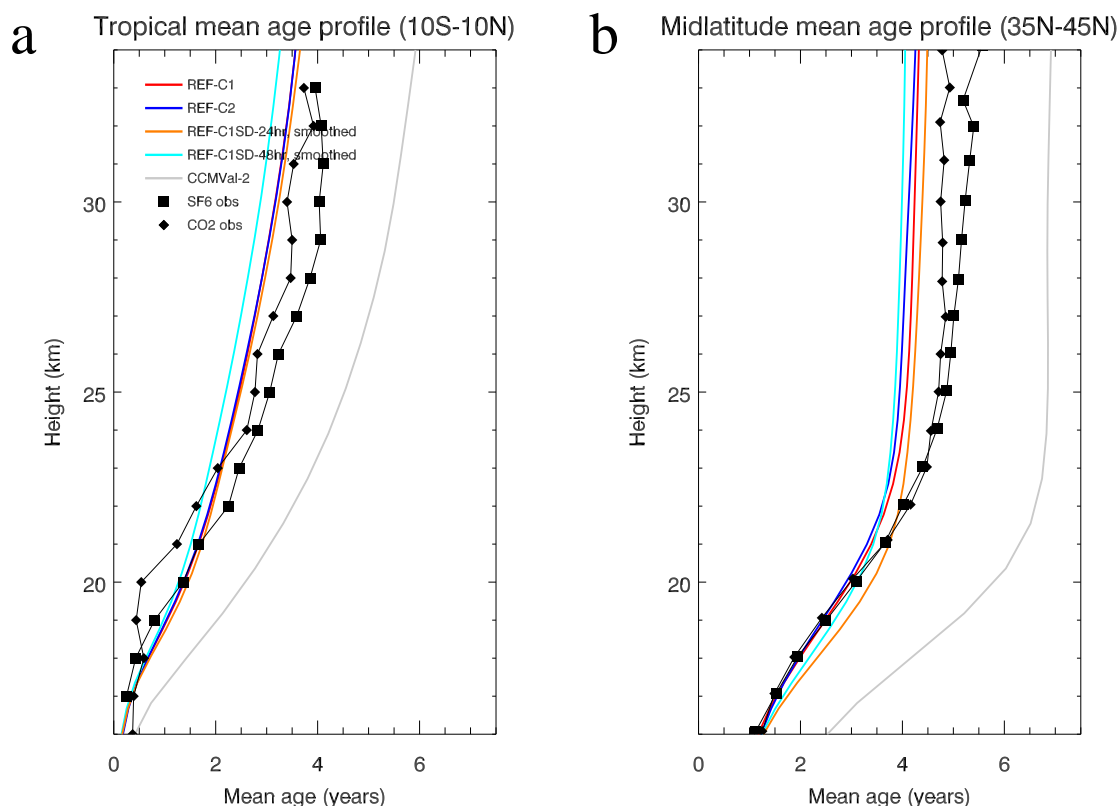 a
Tropical mean age profile (10S-10N)
REF-C1
REF-C2
REF-C1SD-24hr, smoothed
REF-C1SD-48hr, smoothed
CCMVal-2
SF6 obs
CO2 obs
30
25
20
Height (km)
0 2 4 6
Mean age (years)
b
Midlatitude mean age profile (35N-45N)
30
25
20
Height (km)
0 2 4 6
Mean age (years)